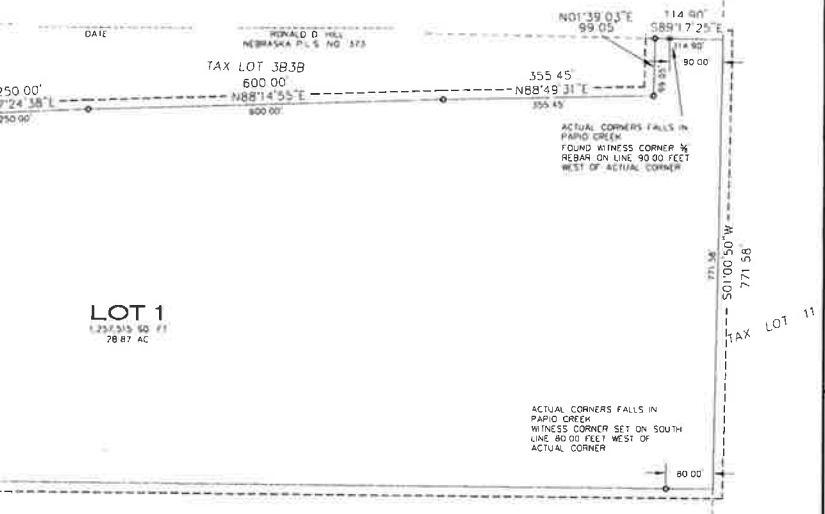 DATE
RONALD D HILL
NEBRASKA P.L.S NO 373
N01°39'03"E
99.05
114.90'
S89°17'25"E
114.90'
90.00'
TAX LOT 3B3B
250.00'
7°24'38"E
250.00'
600.00'
N88°14'55"E
600.00'
355.45'
N88°49'31"E
355.45'
99.05'
ACTUAL CORNERS FALLS IN
PAPIO CREEK
FOUND WITNESS CORNER ⅝
REBAR ON LINE 90.00 FEET
WEST OF ACTUAL CORNER
771.58'
S01°00'50"W
771.58'
TAX LOT 11
LOT 1
SQ FT
28.87 AC
ACTUAL CORNERS FALLS IN
PAPIO CREEK
WITNESS CORNER SET ON SOUTH
LINE 80.00 FEET WEST OF
ACTUAL CORNER
80.00'